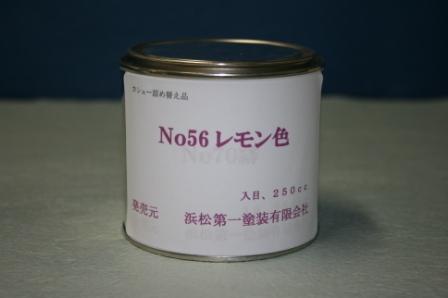 カシュー詰め替え品
No56 レモン色
入目、250cc
発売元 浜松第一塗装有限会社